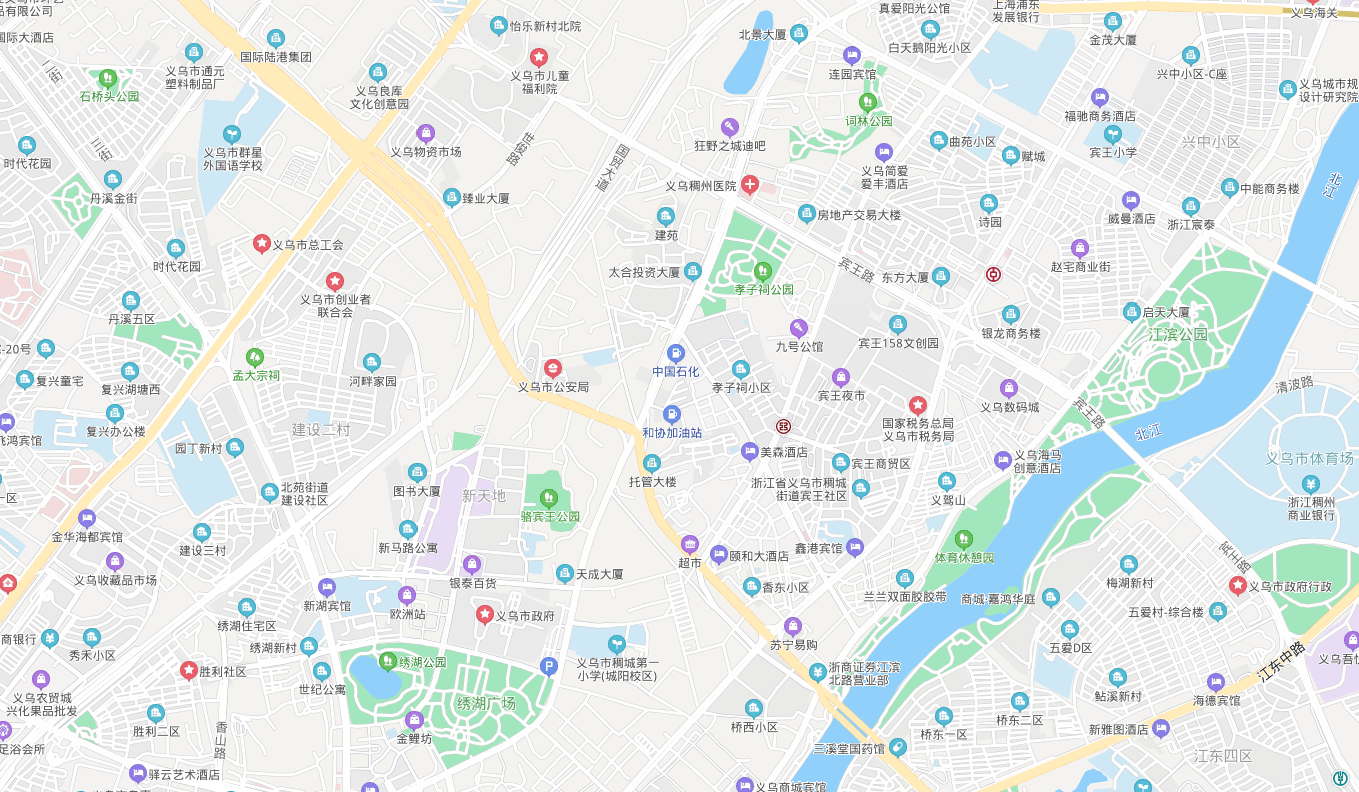 品有限公司
国际大酒店
国际陆港集团
义乌市通元
塑料制品厂
怡乐新村北院
义乌市儿童
福利院
北景大厦
真爱阳光公馆
白天鹅阳光小区
上海浦东
发展银行
金茂大厦
义乌海关
二街
石桥头公园
义乌良库
文化创意园
连园宾馆
兴中小区-C座
义乌城市规
设计研究院
福驰商务酒店
词林公园
三街
时代花园
义乌市群星
外国语学校
义乌物资市场
国贸大道
狂野之城迪吧
曲苑小区
赋城
宾王小学
兴中小区
义乌简爱
爱丰酒店
丹溪金街
臻业大厦
义乌稠州医院
北江
中能商务楼
威曼酒店
浙江宸泰
诗园
房地产交易大楼
建苑
义乌市总工会
时代花园
太合投资大厦
孝子祠公园
宾王路
东方大厦
赵宅商业街
义乌市创业者
联合会
丹溪五区
启天大厦
江滨公园
九号公馆
宾王158文创园
银龙商务楼
-20号
孟大宗祠
河畔家园
复兴童宅
复兴湖塘西
义乌市公安局
中国石化
孝子祠小区
宾王夜市
义乌数码城
清波路
宾王路
国家税务总局
义乌市税务局
飞鸿宾馆
复兴办公楼
建设二村
和协加油站
北江
园丁新村
美森酒店
宾王商贸区
义乌海马
创意酒店
义乌市体育场
托管大楼
图书大厦
新天地
浙江省义乌市稠城
街道宾王社区
义驾山
浙江稠州
商业银行
北苑街道
建设社区
骆宾王公园
金华海都宾馆
建设三村
新马路公寓
超市
颐和大酒店
鑫港宾馆
体育休憩园
宾王路
义乌收藏品市场
银泰百货
天成大厦
香东小区
兰兰双面胶胶带
商城·嘉鸿华庭
梅湖新村
义乌市政府行政
新湖宾馆
欧洲站
义乌市政府
绣湖住宅区
五爱村-综合楼
商银行
秀禾小区
绣湖新村
苏宁易购
五爱D区
江东中路
绣湖公园
义乌市稠城第一
小学(城阳校区)
浙商证券江滨
北路营业部
胜利社区
世纪公寓
义乌农贸城
兴化果品批发
绣湖广场
鲇溪新村
海德宾馆
胜利二区
香山路
金鲤坊
桥西小区
桥东一区
桥东二区
新雅图酒店
三溪堂国药馆
足浴会所
江东四区
驿云艺术酒店
义乌商城宾馆